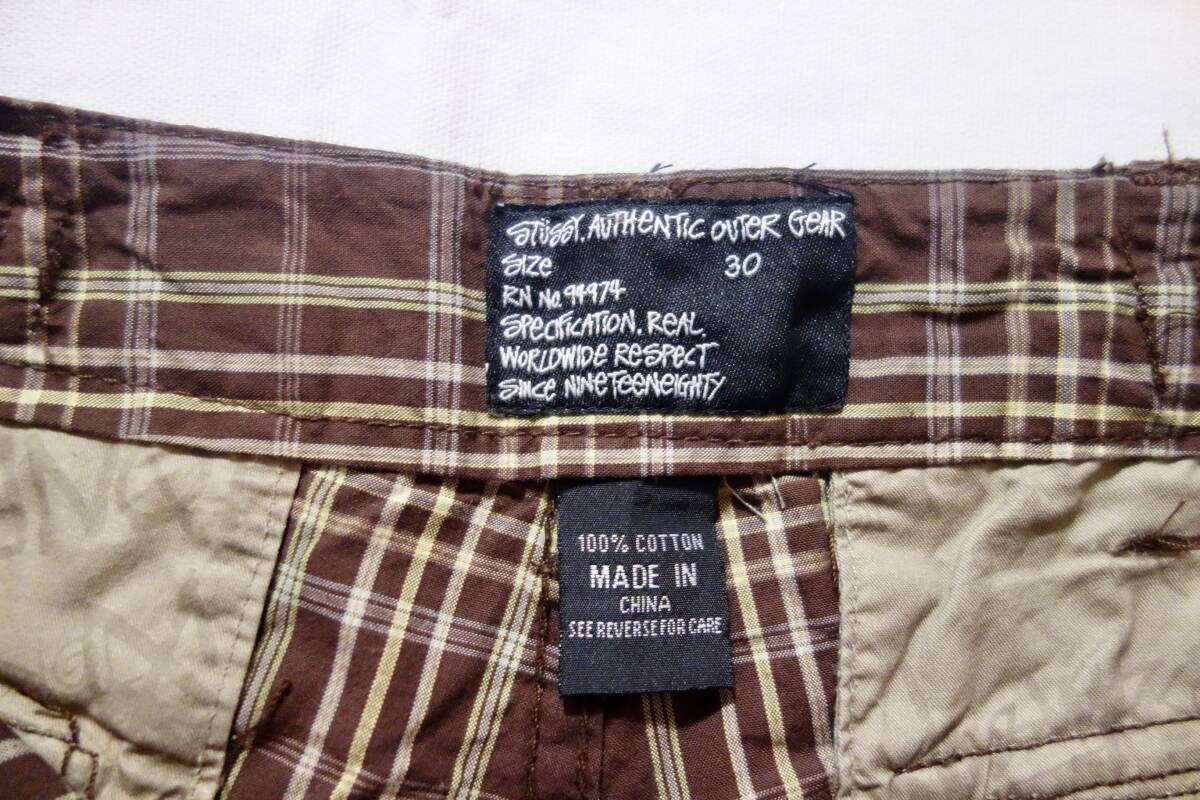 STÜSSY. AUTHENTIC OUTER GEAR
SIZE 30
RN No. 94974
SPECIFICATION. REAL
WORLDWIDE RESPECT
SINCE NINETEENEIGHTY
100% COTTON
MADE IN
CHINA
SEE REVERSE FOR CARE